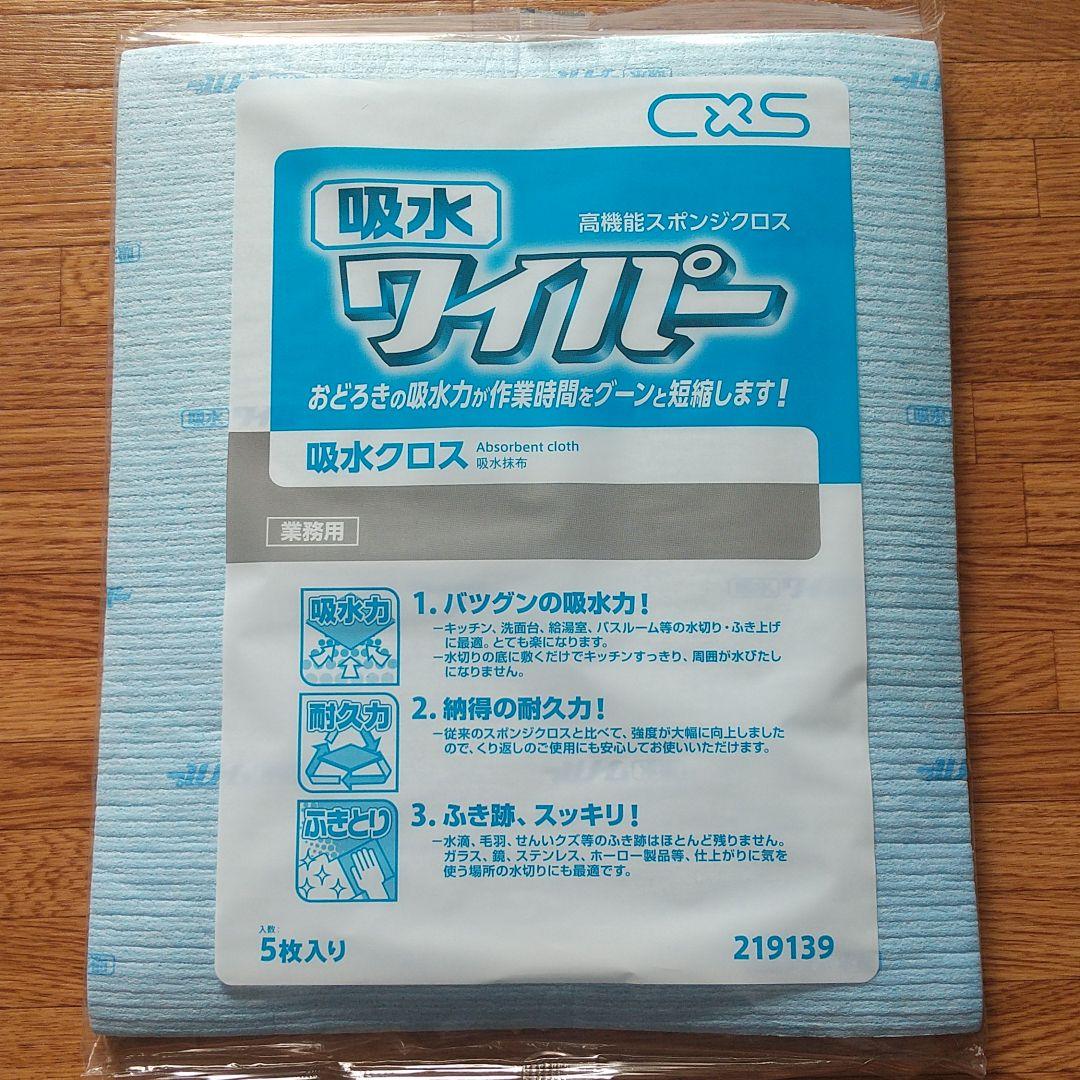 CxS
吸水
高機能スポンジクロス
ワイパー
おどろきの吸水力が作業時間をグーンと短縮します!
吸水クロス
Absorbent cloth
吸水抹布
業務用
吸水力
1. バツグンの吸水力!
−キッチン、洗面台、給湯室、バスルーム等の水切り・ふき上げ
に最適。とても楽になります。
−水切りの底に敷くだけでキッチンすっきり、周囲が水びたし
になりません。
耐久力
2. 納得の耐久力!
−従来のスポンジクロスと比べて、強度が大幅に向上しました
ので、くり返しのご使用にも安心してお使いいただけます。
ふきとり
3. ふき跡、スッキリ!
−水滴、毛羽、せんいクズ等のふき跡はほとんど残りません。
ガラス、鏡、ステンレス、ホーロー製品等、仕上がりに気を
使う場所の水切りにも最適です。
入数:
5枚入り
219139
吸水
吸水